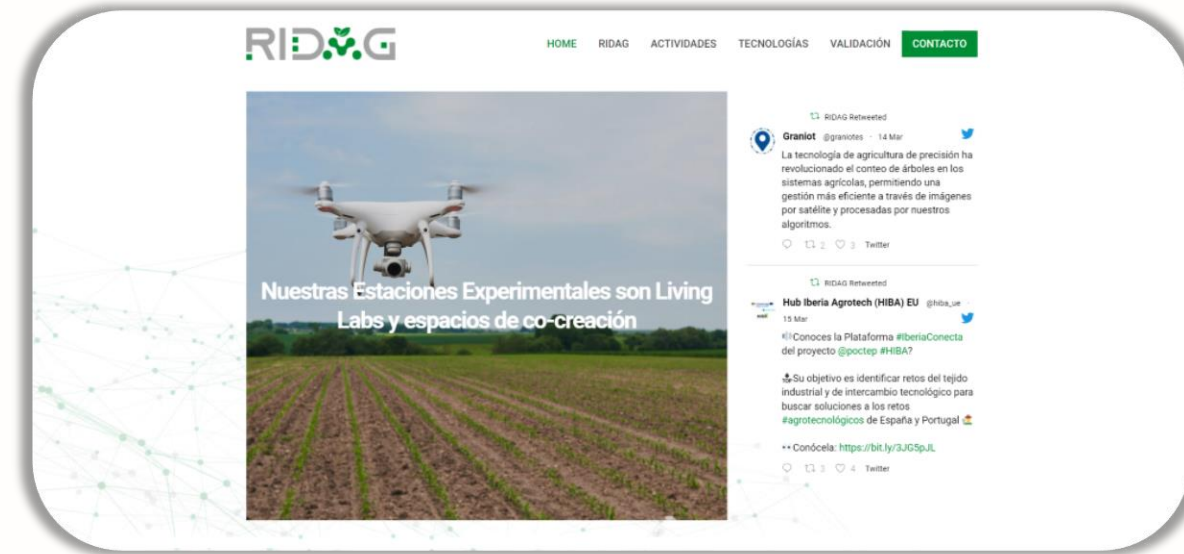 RIDAG
HOME RIDAG ACTIVIDADES TECNOLOGÍAS VALIDACIÓN CONTACTO
Nuestras Estaciones Experimentales son Living
Labs y espacios de co-creación
RIDAG Retweeted
Graniot @graniotes · 14 Mar
La tecnología de agricultura de precisión ha
revolucionado el conteo de árboles en los
sistemas agrícolas, permitiendo una
gestión más eficiente a través de imágenes
por satélite y procesadas por nuestros
algoritmos.
2 3 Twitter
RIDAG Retweeted
Hub Iberia Agrotech (HIBA) EU @hiba_ue ·
15 Mar
Conoces la Plataforma #IberiaConecta
del proyecto @poctep #HIBA?
Su objetivo es identificar retos del tejido
industrial y de intercambio tecnológico para
buscar soluciones a los retos
#agrotecnológicos de España y Portugal
Conócela: https://bit.ly/3JG5pJL
3 4 Twitter